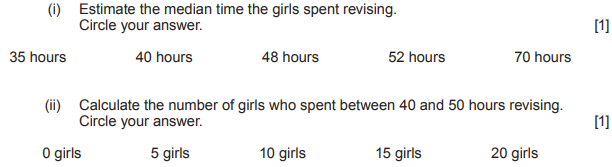 (i) Estimate the median time the girls spent revising.
Circle your answer. [1]
35 hours 40 hours 48 hours 52 hours 70 hours
(ii) Calculate the number of girls who spent between 40 and 50 hours revising.
Circle your answer. [1]
0 girls 5 girls 10 girls 15 girls 20 girls